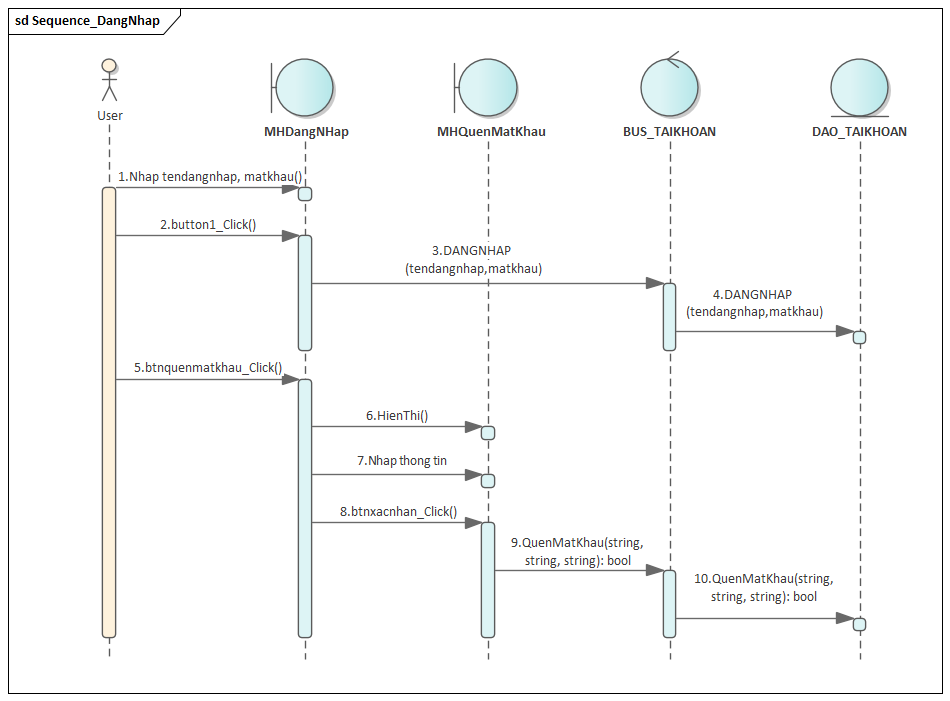 sd Sequence_DangNhap
User
MHDangNHap
MHQuenMatKhau
BUS_TAIKHOAN
DAO_TAIKHOAN
1.Nhap tendangnhap, matkhau()
2.button1_Click()
3.DANGNHAP
(tendangnhap,matkhau)
4.DANGNHAP
(tendangnhap,matkhau)
5.btnquenmatkhau_Click()
6.HienThi()
7.Nhap thong tin
8.btnxacnhan_Click()
9.QuenMatKhau(string,
string, string): bool
10.QuenMatKhau(string,
string, string): bool